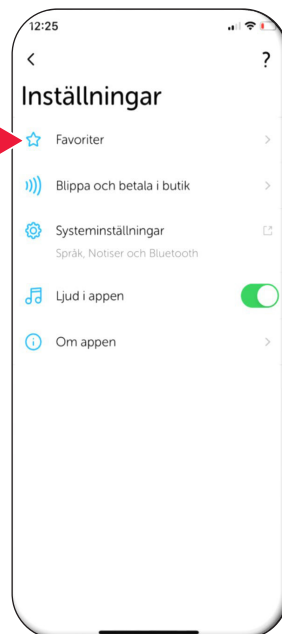 12:25
?
Inställningar
Favoriter
Blippa och betala i butik
Systeminställningar
Språk, Notiser och Bluetooth
Ljud i appen
Om appen